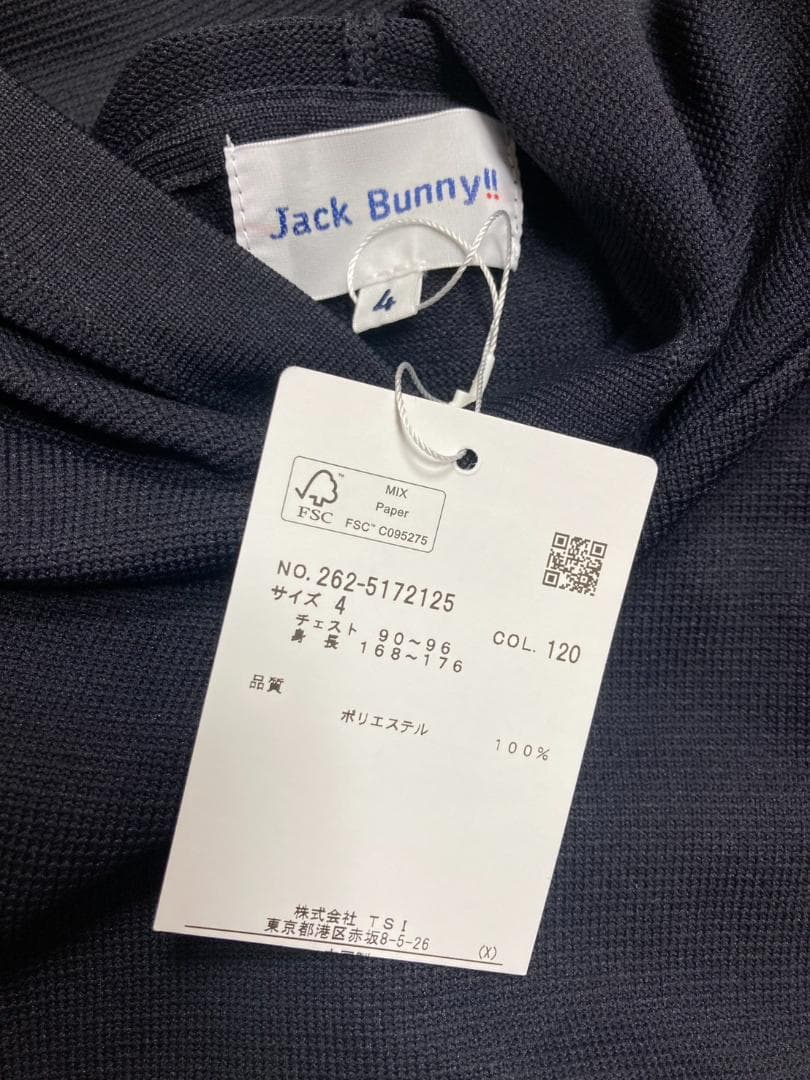 Jack Bunny!!
4
MIX
Paper
FSC™ C095275
FSC
NO. 262-5172125
サイズ 4
COL. 120
チェスト 90～96
身長 168～176
品質
ポリエステル 100%
株式会社 TSI
東京都港区赤坂8-5-26
(X)